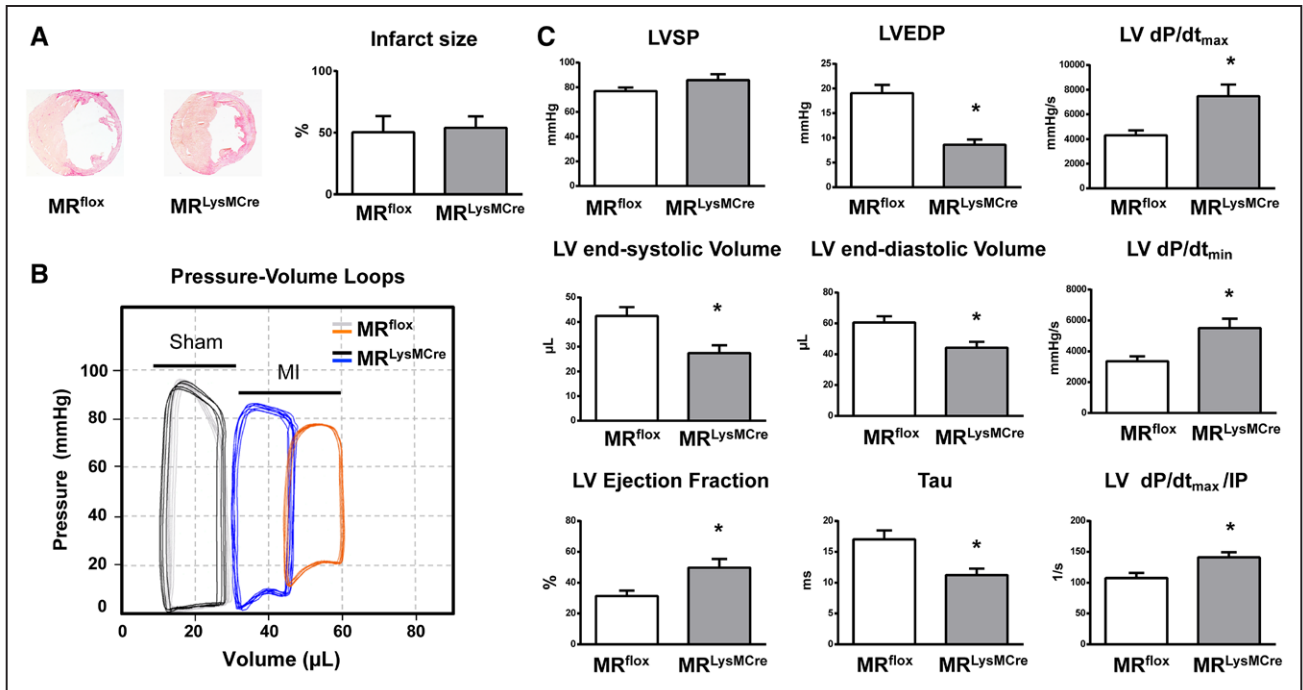 A
Infarct size
100
50
0
%
MRflox
MRLysMCre
MRflox
MRLysMCre
B
Pressure-Volume Loops
MRflox
MRLysMCre
Sham
MI
100
80
60
40
20
0
Pressure (mmHg)
0 20 40 60 80
Volume (µL)
C
LVSP
100
80
60
40
20
0
mmHg
MRflox MRLysMCre
LVEDP
25
20
15
10
5
0
mmHg
*
MRflox MRLysMCre
LV dP/dtmax
10000
8000
6000
4000
2000
0
mmHg/s
*
MRflox MRLysMCre
LV end-systolic Volume
50
40
30
20
10
0
µL
*
MRflox MRLysMCre
LV end-diastolic Volume
80
60
40
20
0
µL
*
MRflox MRLysMCre
LV dP/dtmin
8000
6000
4000
2000
0
mmHg/s
*
MRflox MRLysMCre
LV Ejection Fraction
80
60
40
20
0
%
*
MRflox MRLysMCre
Tau
20
15
10
5
0
ms
*
MRflox MRLysMCre
LV dP/dtmax/IP
200
150
100
50
0
1/s
*
MRflox MRLysMCre